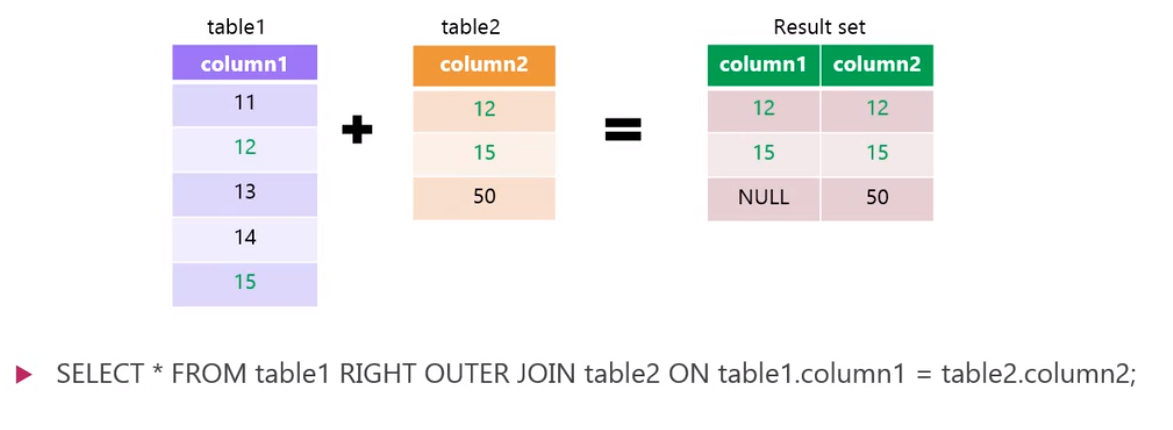 table1
table2
Result set
column1
column2
column1 column2
11
12
13
14
15
12
15
50
12 12
15 15
NULL 50
SELECT * FROM table1 RIGHT OUTER JOIN table2 ON table1.column1 = table2.column2;